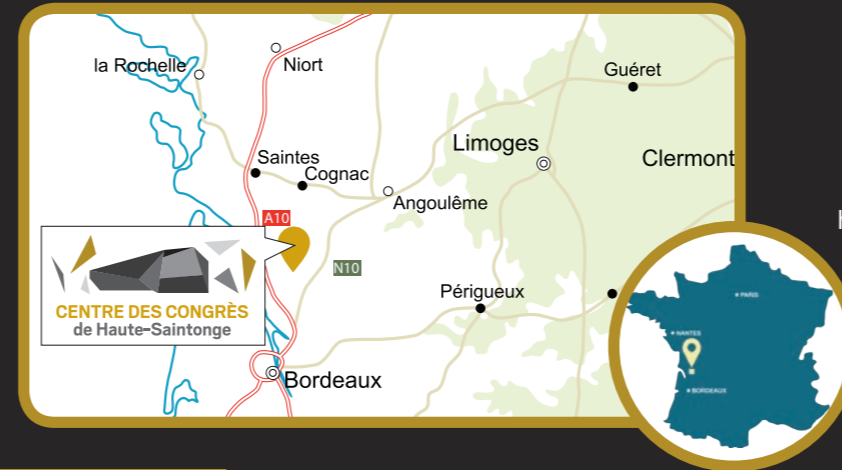 la Rochelle
Niort
Guéret
Saintes
Limoges
Cognac
Clermont
Angoulême
A10
N10
CENTRE DES CONGRÈS
de Haute-Saintonge
Périgueux
Bordeaux
PARIS
NANTES
BORDEAUX